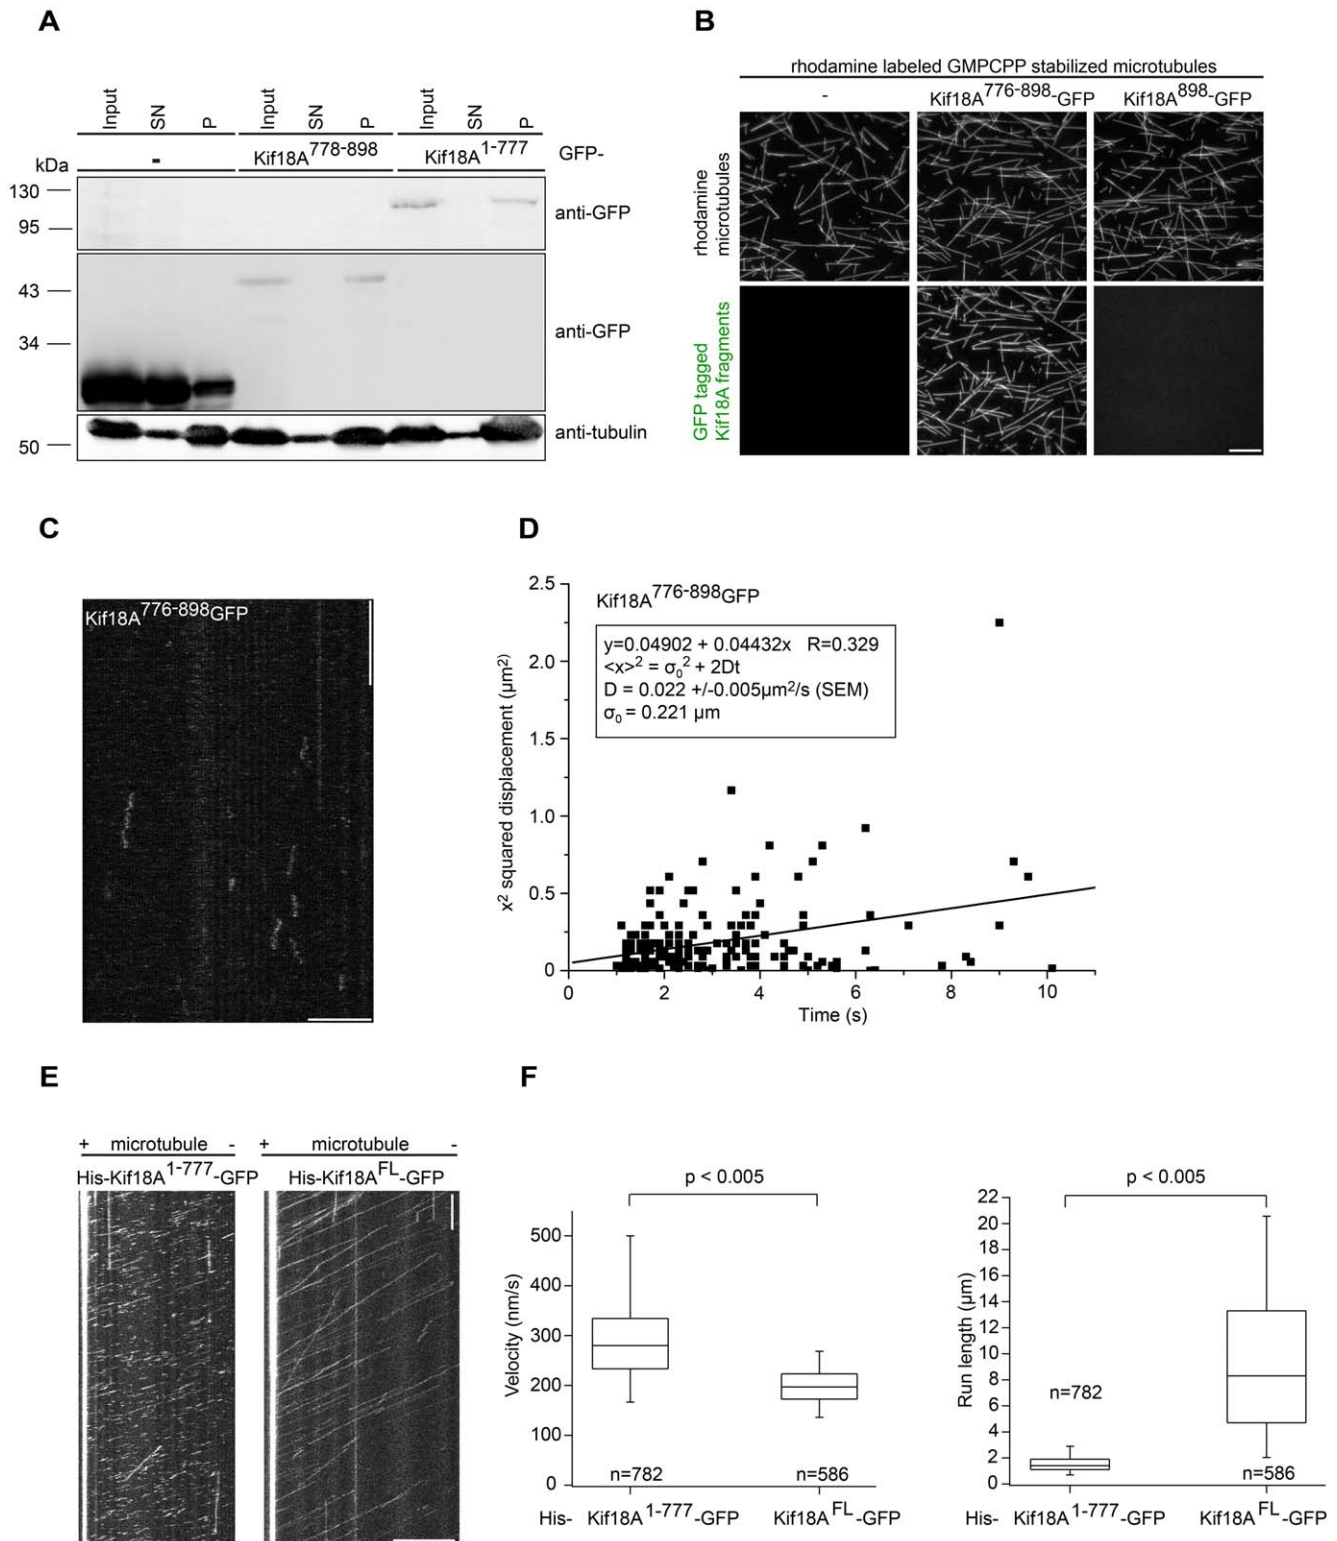 A
Input SN P Input SN P Input SN P
kDa - Kif18A778-898 Kif18A1-777 GFP-
130
95
anti-GFP
43
34
anti-GFP
50
anti-tubulin
B
rhodamine labeled GMPCPP stabilized microtubules
- Kif18A776-898-GFP Kif18A898-GFP
rhodamine
microtubules
GFP tagged
Kif18A fragments
C
Kif18A776-898GFP
D
Kif18A776-898GFP
y=0.04902 + 0.04432x R=0.329
<x>2 = σ02 + 2Dt
D = 0.022 +/-0.005µm2/s (SEM)
σ0 = 0.221 µm
x2 squared displacement (µm2)
2.5
2.0
1.5
1.0
0.5
0
0 2 4 6 8 10
Time (s)
E
+ microtubule - + microtubule -
His-Kif18A1-777-GFP His-Kif18AFL-GFP
F
p < 0.005
Velocity (nm/s)
500
400
300
200
100
0
n=782 n=586
His- Kif18A1-777-GFP Kif18AFL-GFP
p < 0.005
Run length (µm)
22
20
18
16
14
12
10
8
6
4
2
0
n=782
n=586
His- Kif18A1-777-GFP Kif18AFL-GFP